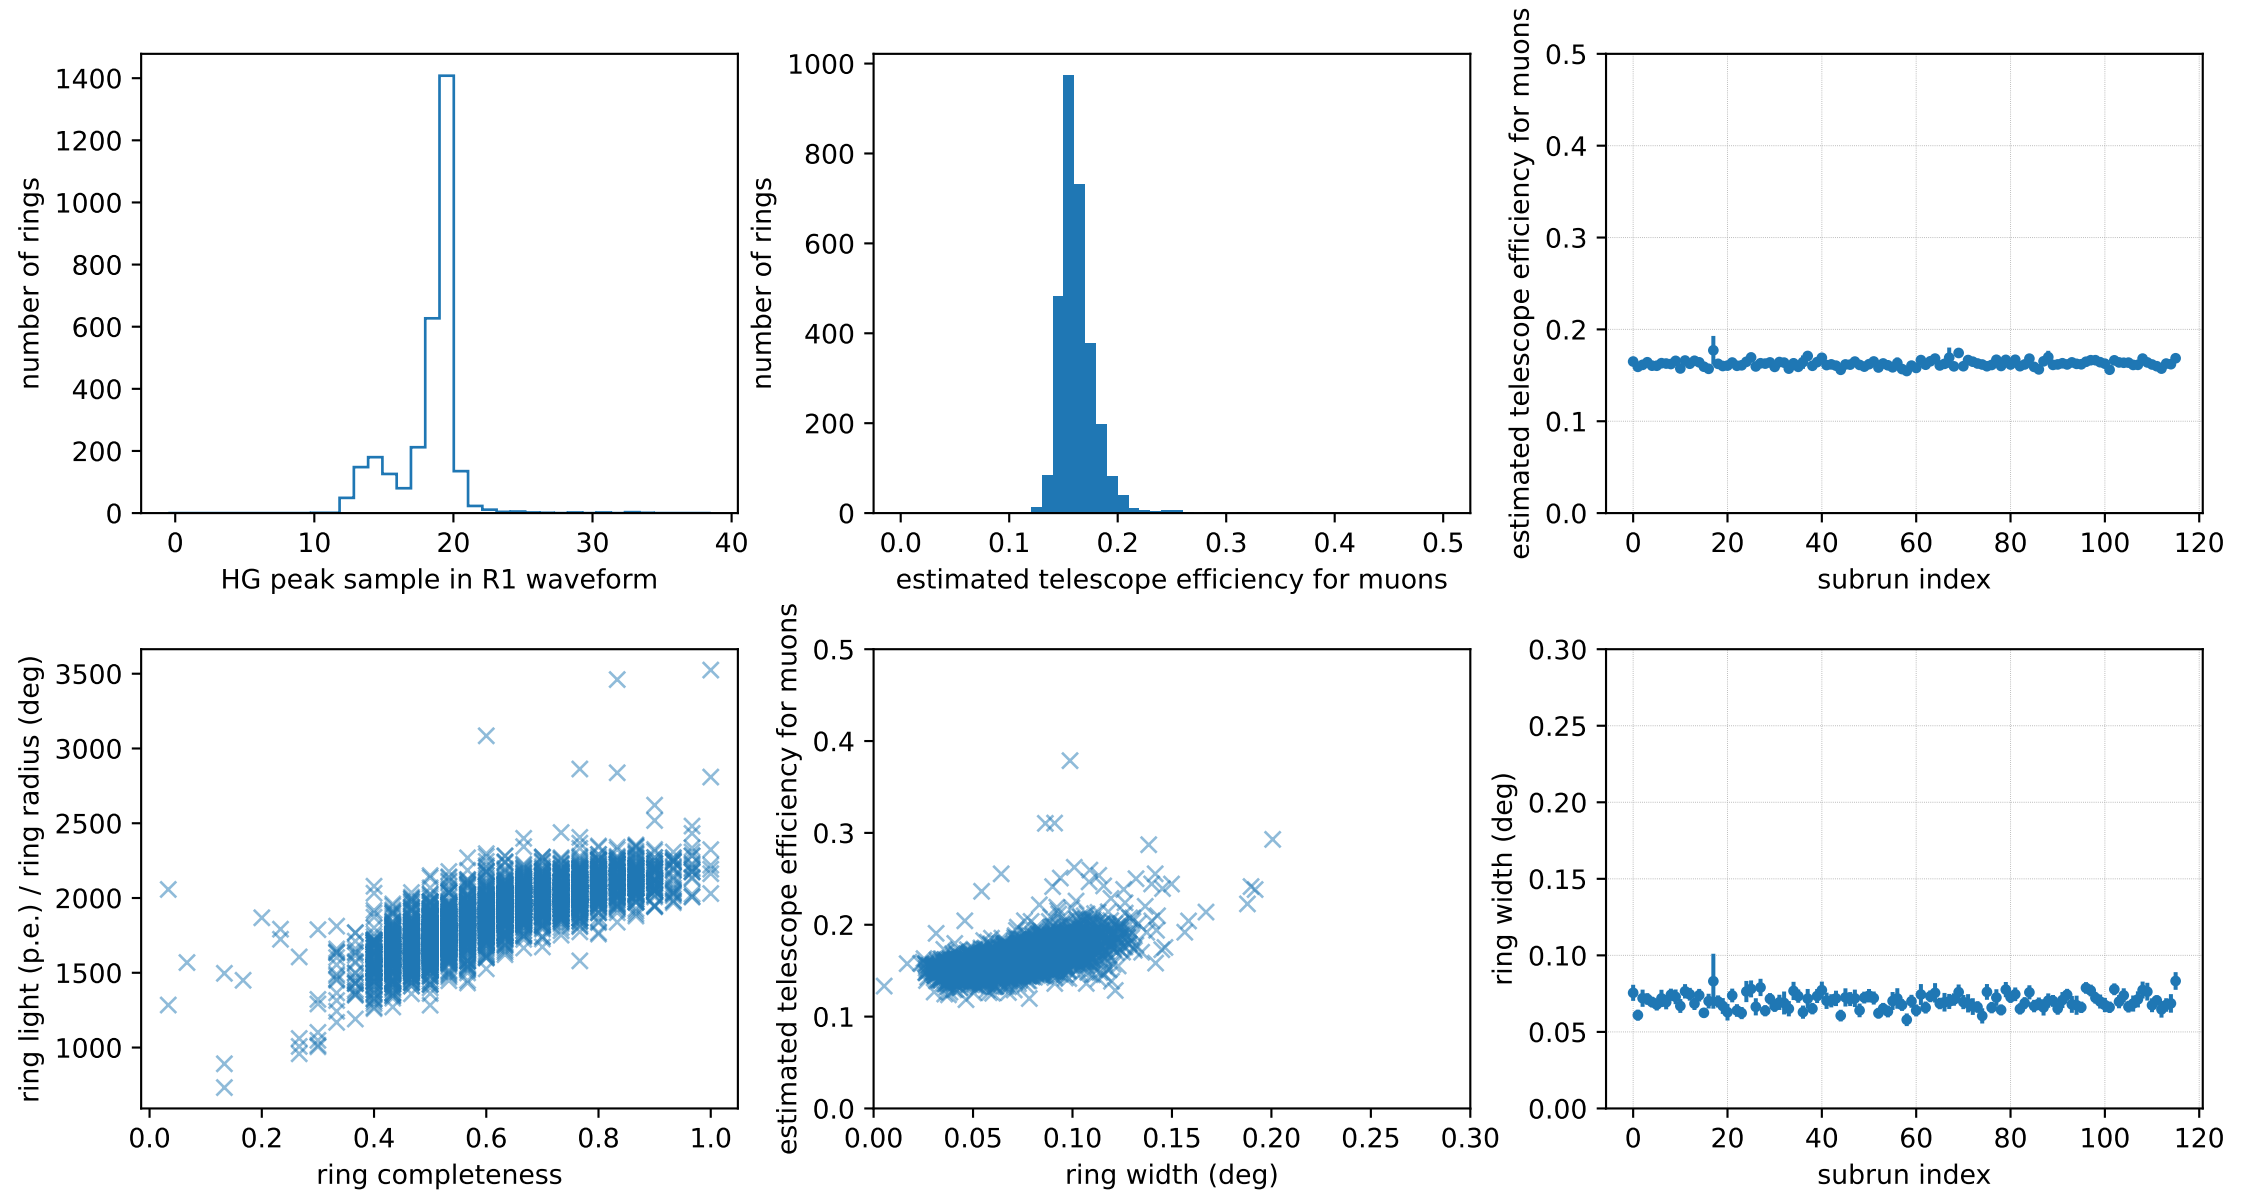 number of rings
1400
1200
1000
800
600
400
200
0
0 10 20 30 40
HG peak sample in R1 waveform
number of rings
1000
800
600
400
200
0
0.0 0.1 0.2 0.3 0.4 0.5
estimated telescope efficiency for muons
estimated telescope efficiency for muons
0.5
0.4
0.3
0.2
0.1
0.0
0 20 40 60 80 100 120
subrun index
ring light (p.e.) / ring radius (deg)
3500
3000
2500
2000
1500
1000
0.0 0.2 0.4 0.6 0.8 1.0
ring completeness
estimated telescope efficiency for muons
0.5
0.4
0.3
0.2
0.1
0.0
0.00 0.05 0.10 0.15 0.20 0.25 0.30
ring width (deg)
ring width (deg)
0.30
0.25
0.20
0.15
0.10
0.05
0.00
0 20 40 60 80 100 120
subrun index